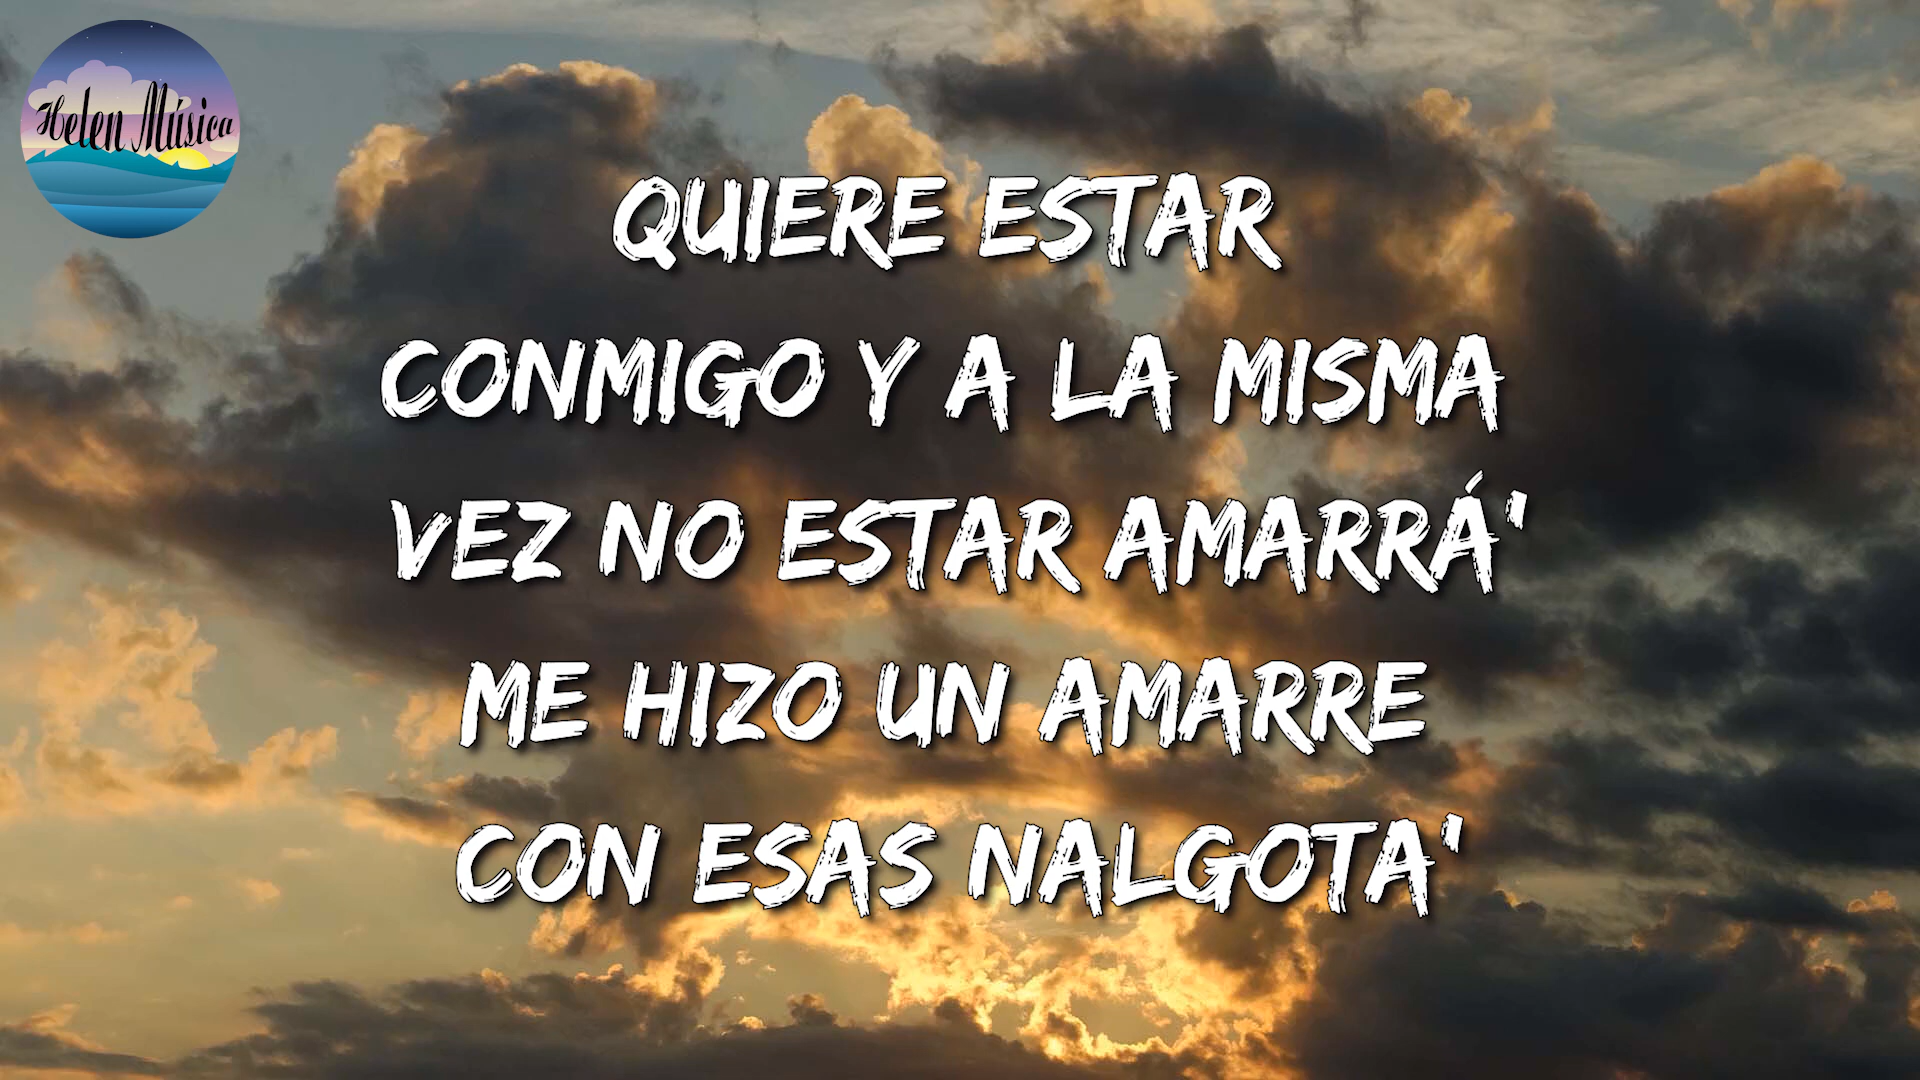 Helen Música
QUIERE ESTAR
CONMIGO Y A LA MISMA
VEZ NO ESTAR AMARRÁ'
ME HIZO UN AMARRE
CON ESAS NALGOTA'